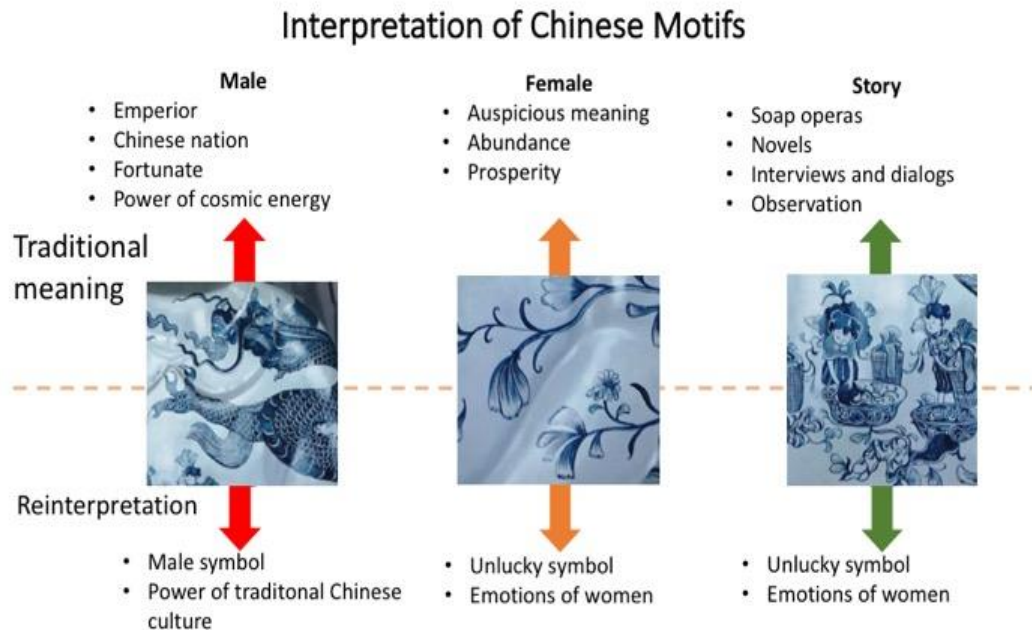 Interpretation of Chinese Motifs
Male
• Emperior
• Chinese nation
• Fortunate
• Power of cosmic energy
Female
• Auspicious meaning
• Abundance
• Prosperity
Story
• Soap operas
• Novels
• Interviews and dialogs
• Observation
Traditional
meaning
Reinterpretation
• Male symbol
• Power of traditonal Chinese
culture
• Unlucky symbol
• Emotions of women
• Unlucky symbol
• Emotions of women